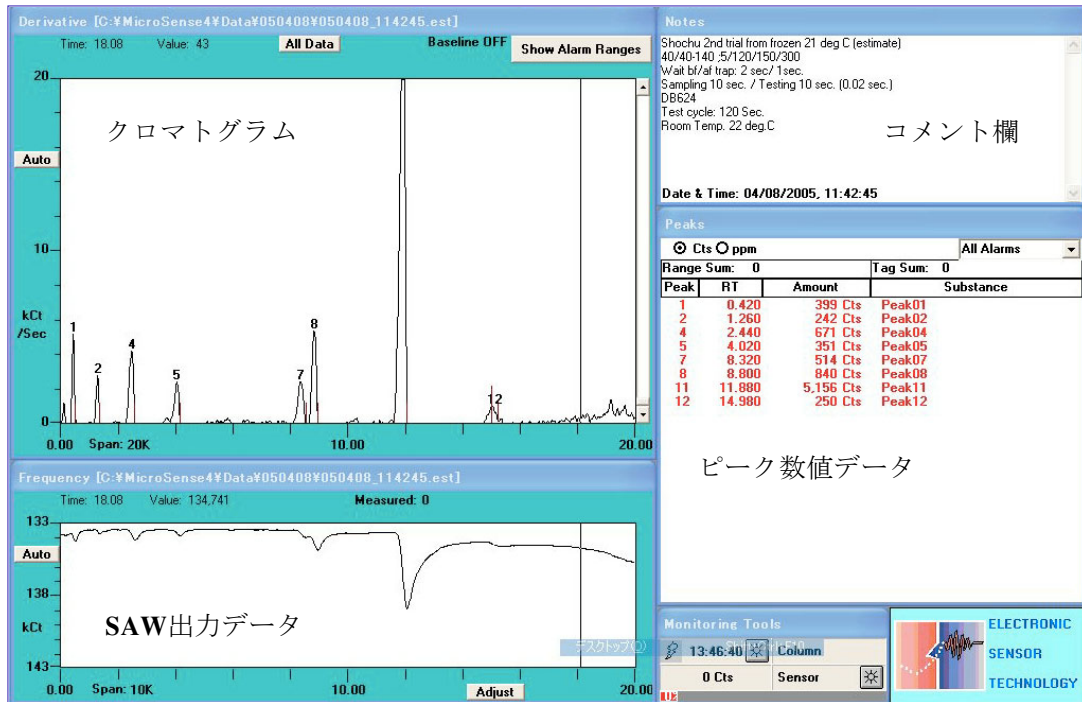 Derivative [C:¥MicroSense4¥Data¥050408¥050408_114245.est]
Time: 18.08 Value: 43 All Data Baseline OFF Show Alarm Ranges
20
クロマトグラム
Auto
10
kCt
/Sec
1
2
4
5
7
8
12
0
0.00 Span: 20K 10.00 20.00
Frequency [C:¥MicroSense4¥Data¥050408¥050408_114245.est]
Time: 18.08 Value: 134,741 Measured: 0
133
Auto
138
kCt
SAW出力データ
デスクトップ(O)
143
0.00 Span: 10K 10.00 20.00
Adjust
Notes
Shochu 2nd trial from frozen 21 deg C (estimate)
40/40-140 ;5/120/150/300
Wait bf/af trap: 2 sec/ 1sec.
Sampling 10 sec. / Testing 10 sec. (0.02 sec.)
DB624
Test cycle: 120 Sec.
Room Temp. 22 deg.C
コメント欄
Date & Time: 04/08/2005, 11:42:45
Peaks
Cts ppm All Alarms
Range Sum: 0 Tag Sum: 0
Peak RT Amount Substance
1 0.420 399 Cts Peak01
2 1.260 242 Cts Peak02
4 2.440 671 Cts Peak04
5 4.020 351 Cts Peak05
7 8.320 514 Cts Peak07
8 8.800 840 Cts Peak08
11 11.880 5,156 Cts Peak11
12 14.980 250 Cts Peak12
ピーク数値データ
Monitoring Tools
13:46:40 Column
0 Cts Sensor
ELECTRONIC
SENSOR
TECHNOLOGY